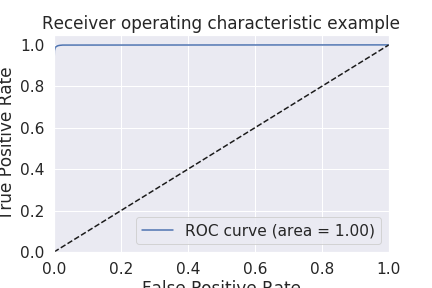 Receiver operating characteristic example
True Positive Rate
1.0
0.8
0.6
0.4
0.2
0.0
ROC curve (area = 1.00)
0.0 0.2 0.4 0.6 0.8 1.0
False Positive Rate